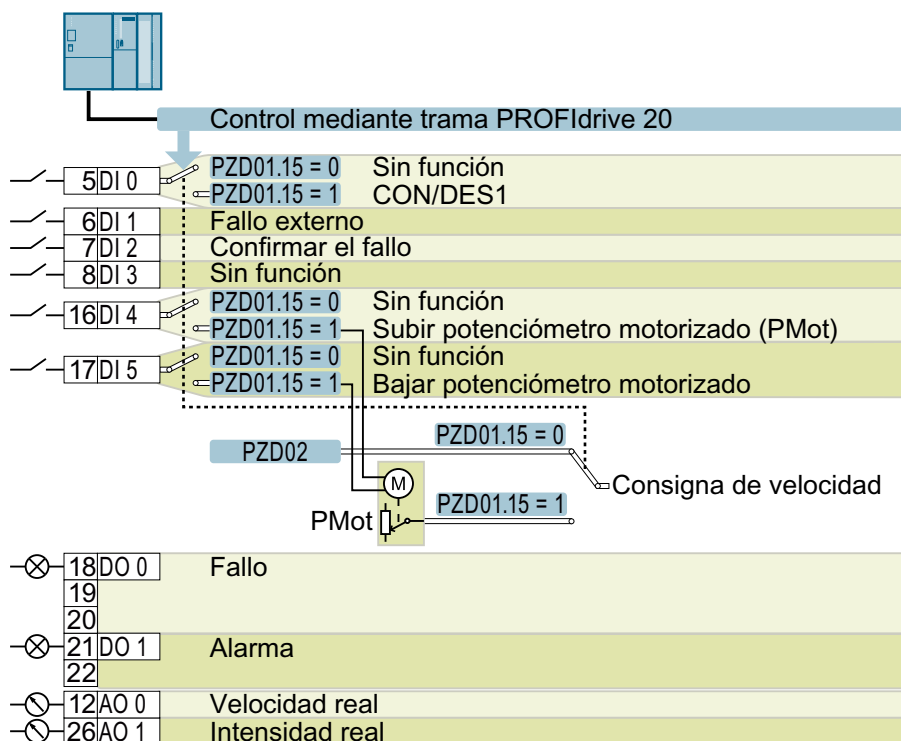 Control mediante trama PROFIdrive 20
5 DI 0 PZD01.15 = 0 Sin función
PZD01.15 = 1 CON/DES1
6 DI 1 Fallo externo
7 DI 2 Confirmar el fallo
8 DI 3 Sin función
16 DI 4 PZD01.15 = 0 Sin función
PZD01.15 = 1 Subir potenciómetro motorizado (PMot)
17 DI 5 PZD01.15 = 0 Sin función
PZD01.15 = 1 Bajar potenciómetro motorizado
PZD02 PZD01.15 = 0
M Consigna de velocidad
PMot PZD01.15 = 1
18 DO 0 Fallo
19
20
21 DO 1 Alarma
22
12 AO 0 Velocidad real
26 AO 1 Intensidad real